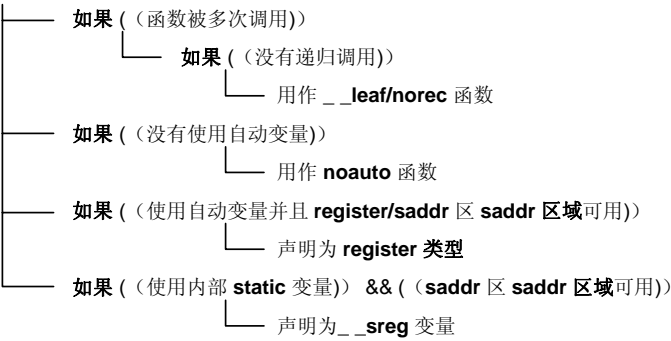 如果 (（函数被多次调用)）
如果 (（没有递归调用)）
用作 _ _leaf/norec 函数
如果 (（没有使用自动变量)）
用作 noauto 函数
如果 (（使用自动变量并且 register/saddr 区 saddr 区域可用)）
声明为 register 类型
如果 (（使用内部 static 变量)） && (（saddr 区 saddr 区域可用)）
声明为_ _sreg 变量